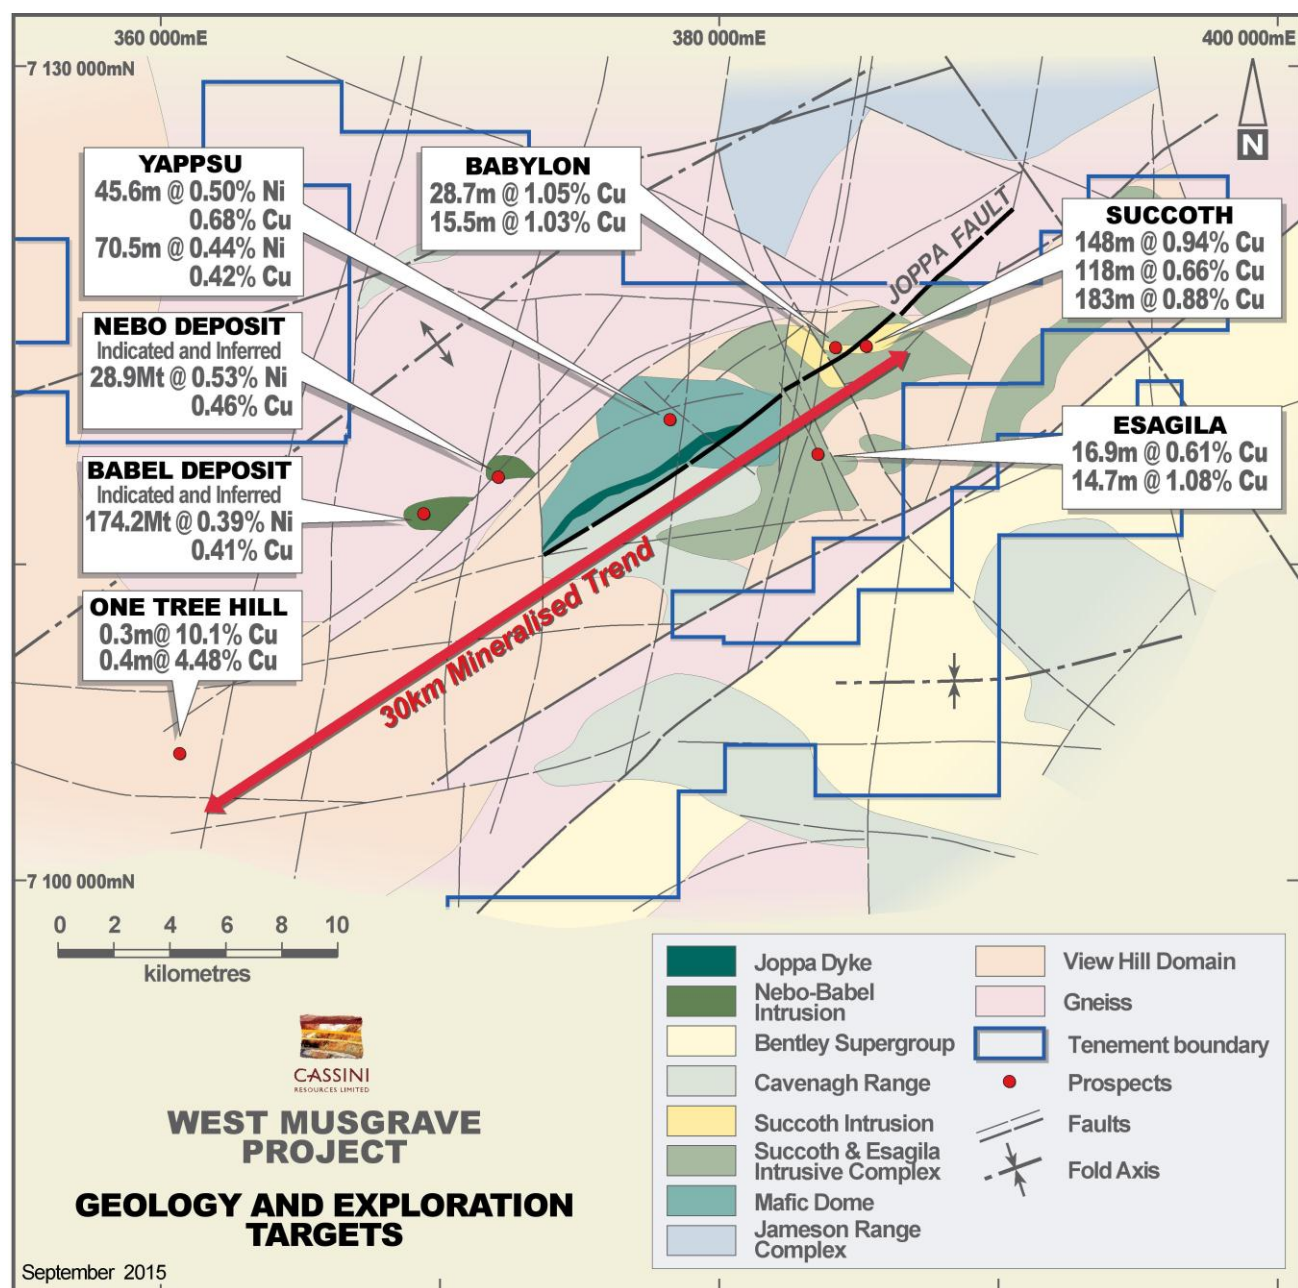 360 000mE
380 000mE
400 000mE
7 130 000mN
N
YAPPSU
45.6m @ 0.50% Ni
0.68% Cu
70.5m @ 0.44% Ni
0.42% Cu
BABYLON
28.7m @ 1.05% Cu
15.5m @ 1.03% Cu
JOPPA FAULT
SUCCOTH
148m @ 0.94% Cu
118m @ 0.66% Cu
183m @ 0.88% Cu
NEBO DEPOSIT
Indicated and Inferred
28.9Mt @ 0.53% Ni
0.46% Cu
ESAGILA
16.9m @ 0.61% Cu
14.7m @ 1.08% Cu
BABEL DEPOSIT
Indicated and Inferred
174.2Mt @ 0.39% Ni
0.41% Cu
ONE TREE HILL
0.3m@ 10.1% Cu
0.4m@ 4.48% Cu
30km Mineralised Trend
7 100 000mN
0 2 4 6 8 10
kilometres
CASSINI
RESOURCES LIMITED
WEST MUSGRAVE
PROJECT
GEOLOGY AND EXPLORATION
TARGETS
September 2015
Joppa Dyke
Nebo-Babel
Intrusion
Bentley Supergroup
Cavenagh Range
Succoth Intrusion
Succoth & Esagila
Intrusive Complex
Mafic Dome
Jameson Range
Complex
View Hill Domain
Gneiss
Tenement boundary
Prospects
Faults
Fold Axis